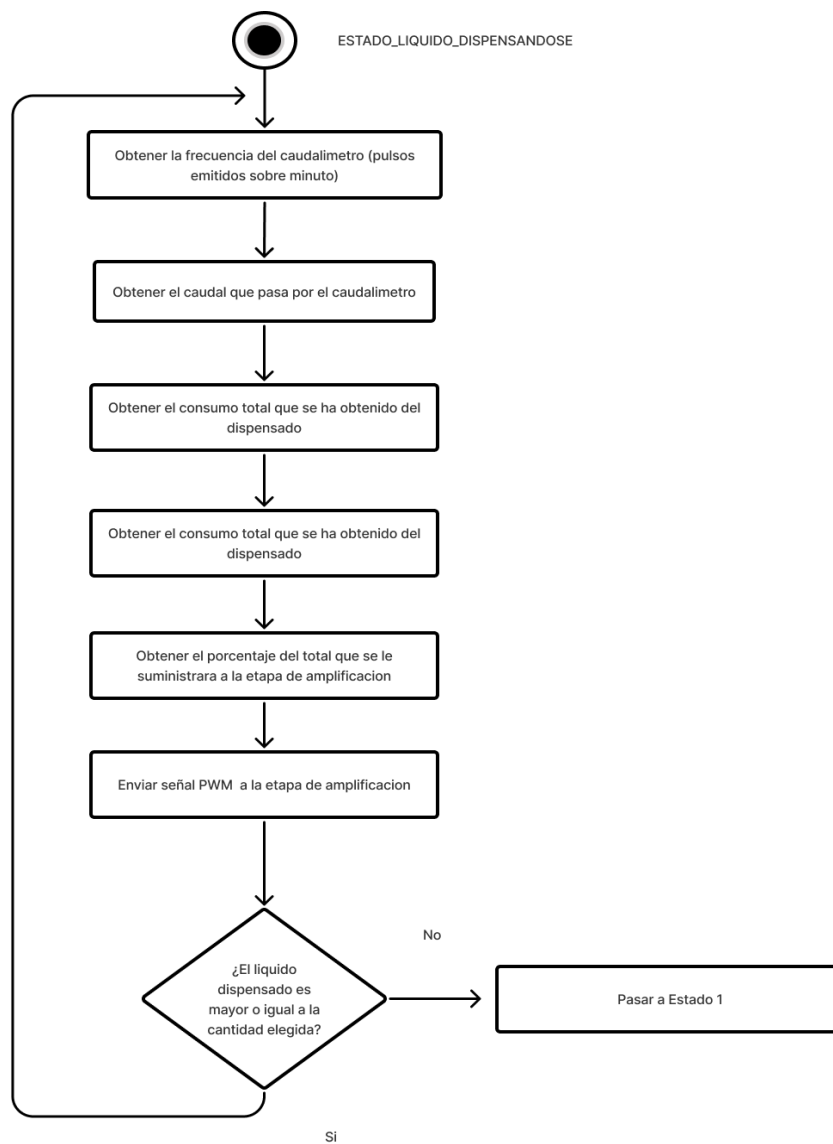 ESTADO_LIQUIDO_DISPENSANDOSE
Obtener la frecuencia del caudalimetro (pulsos
emitidos sobre minuto)
Obtener el caudal que pasa por el caudalimetro
Obtener el consumo total que se ha obtenido del
dispensado
Obtener el consumo total que se ha obtenido del
dispensado
Obtener el porcentaje del total que se le
suministrara a la etapa de amplificacion
Enviar señal PWM a la etapa de amplificacion
¿El liquido
dispensado es
mayor o igual a la
cantidad elegida?
No
Pasar a Estado 1
Si